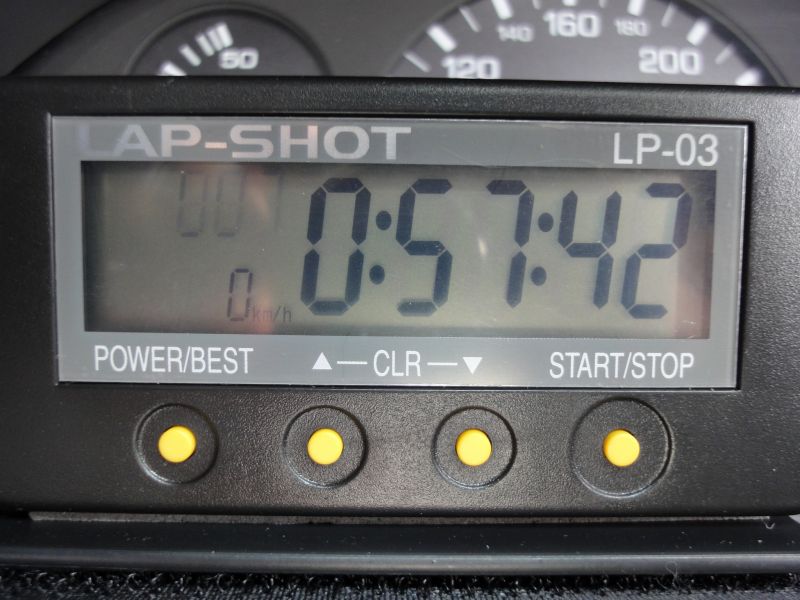 50
120 140 160 180 200
LAP-SHOT LP-03
007
0:57:42
0 km/h
POWER/BEST ▲ — CLR — ▼ START/STOP